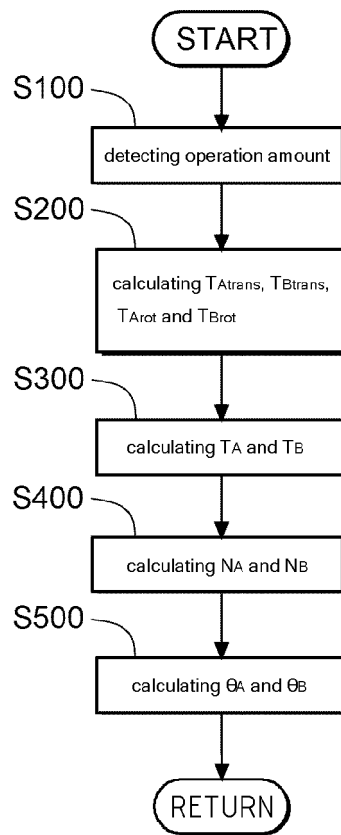 START
S100
detecting operation amount
S200
calculating TAtrans, TBtrans,
TArot and TBrot
S300
calculating TA and TB
S400
calculating NA and NB
S500
calculating θA and θB
RETURN